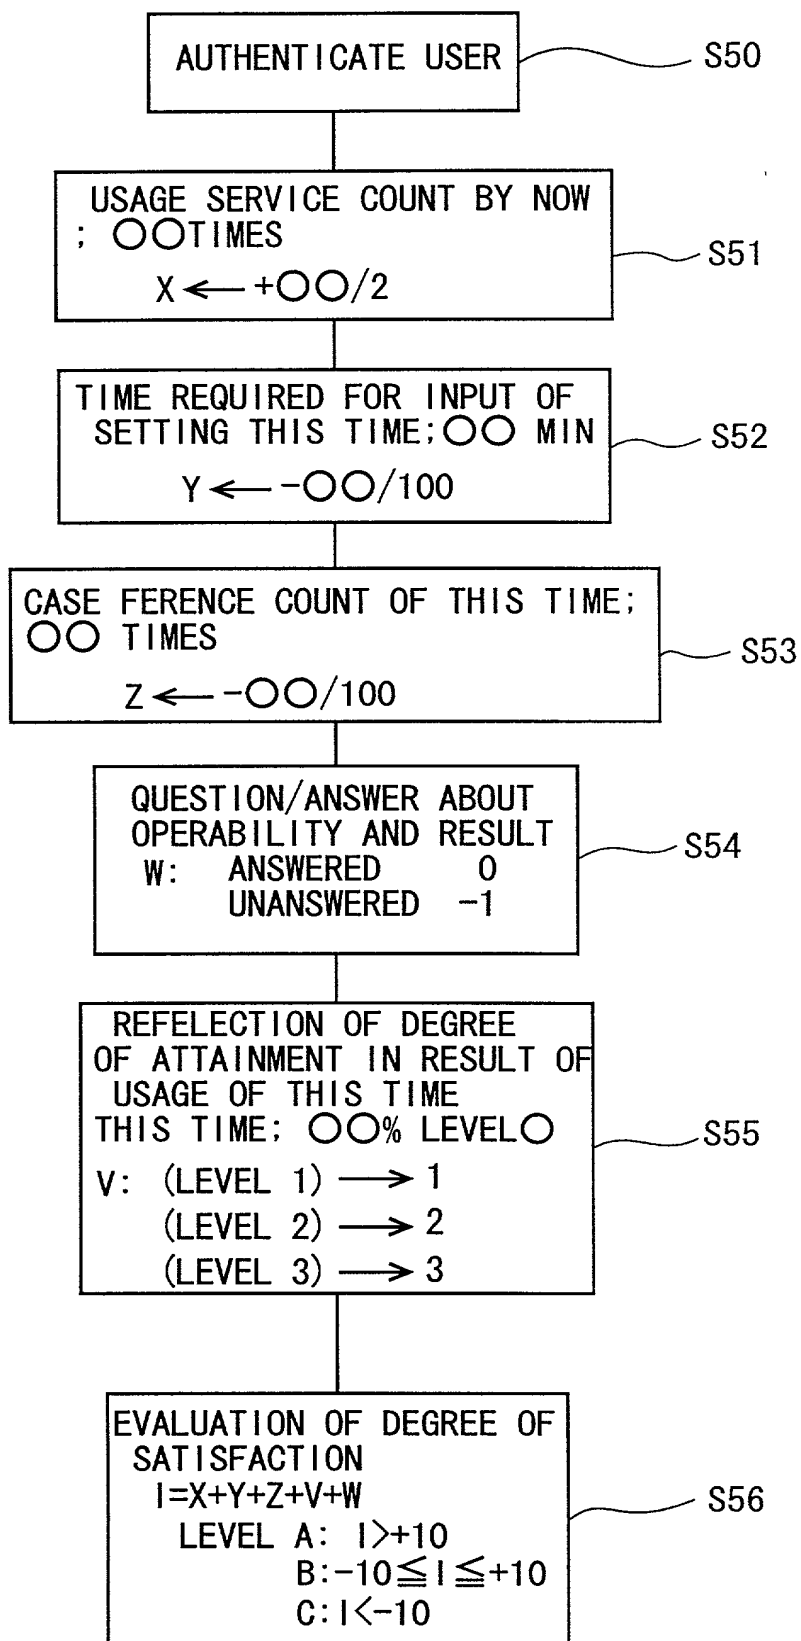 AUTHENTICATE USER
S50
USAGE SERVICE COUNT BY NOW
; ○○TIMES
X ← +○○/2
S51
TIME REQUIRED FOR INPUT OF
SETTING THIS TIME;○○ MIN
Y ← -○○/100
S52
CASE FERENCE COUNT OF THIS TIME;
○○ TIMES
Z ← -○○/100
S53
QUESTION/ANSWER ABOUT
OPERABILITY AND RESULT
W: ANSWERED 0
UNANSWERED -1
S54
REFELECTION OF DEGREE
OF ATTAINMENT IN RESULT OF
USAGE OF THIS TIME
THIS TIME; ○○% LEVEL○
V: (LEVEL 1) → 1
(LEVEL 2) → 2
(LEVEL 3) → 3
S55
EVALUATION OF DEGREE OF
SATISFACTION
I=X+Y+Z+V+W
LEVEL A: I>+10
B:-10≦I≦+10
C:I<-10
S56